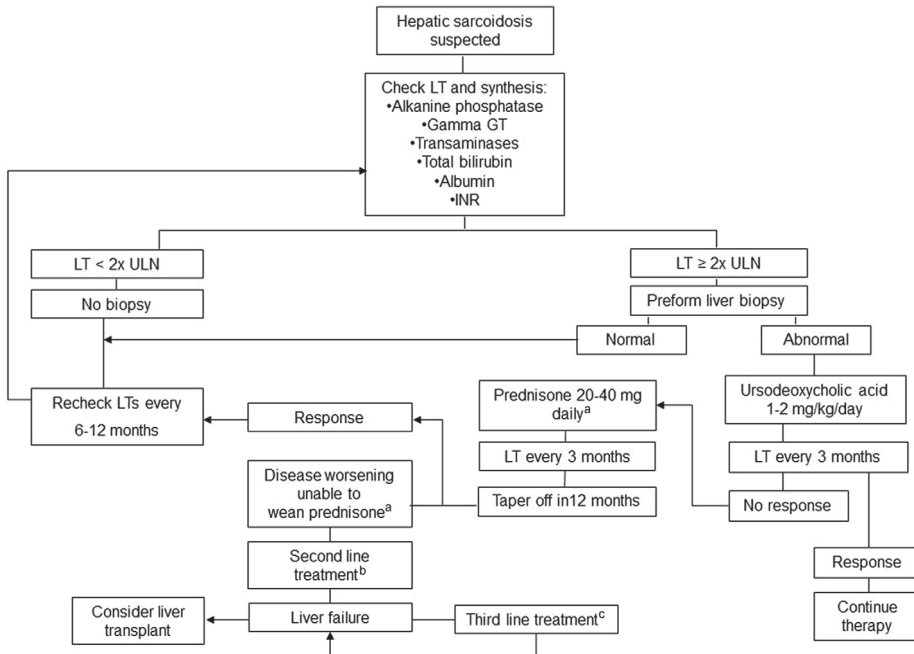 Hepatic sarcoidosis
suspected
Check LT and synthesis:
•Alkanine phosphatase
•Gamma GT
•Transaminases
•Total bilirubin
•Albumin
•INR
LT < 2x ULN
LT ≥ 2x ULN
No biopsy
Preform liver biopsy
Normal
Abnormal
Recheck LTs every
6-12 months
Response
Prednisone 20-40 mg
dailyᵃ
Ursodeoxycholic acid
1-2 mg/kg/day
LT every 3 months
LT every 3 months
Disease worsening
unable to
wean prednisoneᵃ
Taper off in12 months
No response
Second line
treatmentᵇ
Response
Consider liver
transplant
Liver failure
Third line treatmentᶜ
Continue
therapy